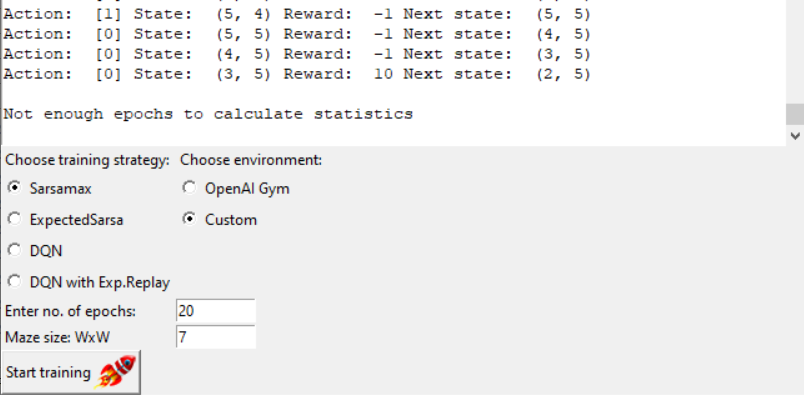 Action: [1] State: (5, 4) Reward: -1 Next state: (5, 5)
Action: [0] State: (5, 5) Reward: -1 Next state: (4, 5)
Action: [0] State: (4, 5) Reward: -1 Next state: (3, 5)
Action: [0] State: (3, 5) Reward: 10 Next state: (2, 5)
Not enough epochs to calculate statistics
Choose training strategy: Choose environment:
Sarsamax OpenAI Gym
ExpectedSarsa Custom
DQN
DQN with Exp.Replay
Enter no. of epochs: 20
Maze size: WxW 7
Start training